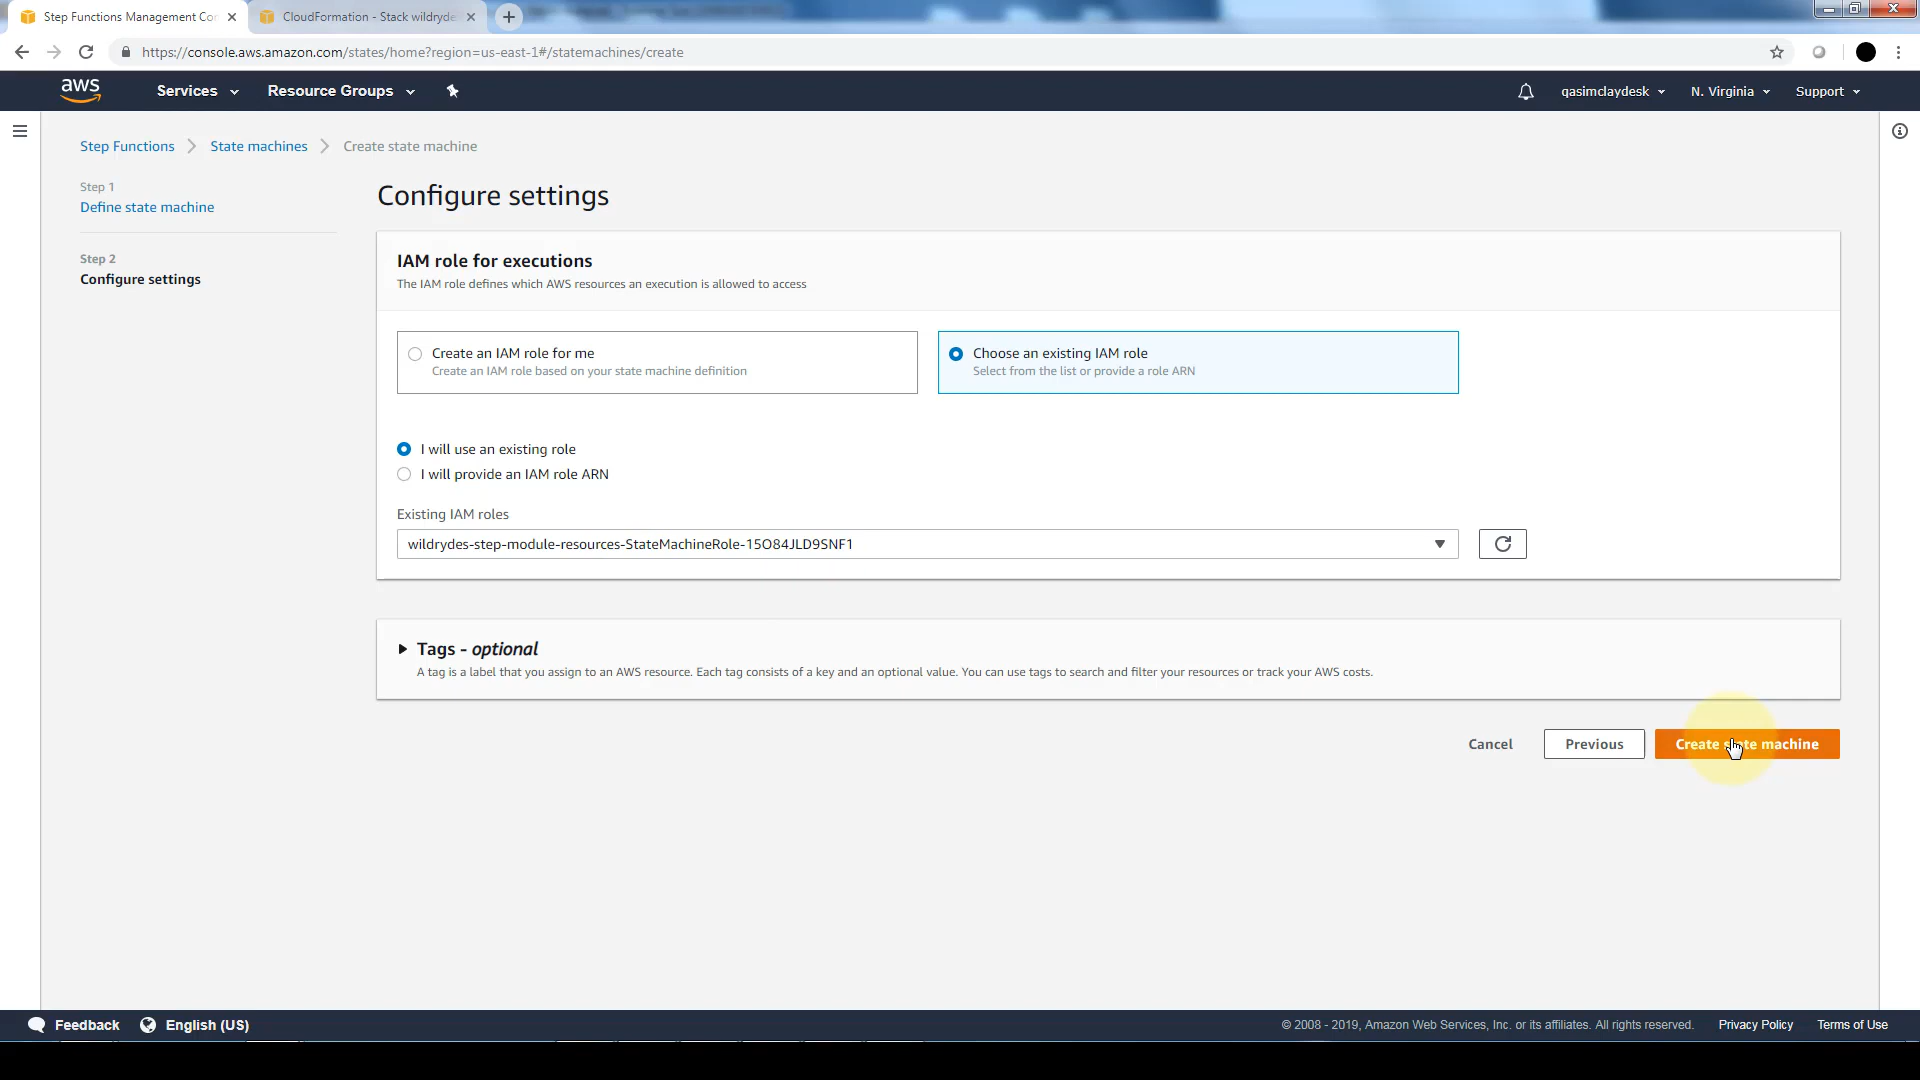 Step Functions Management Co
CloudFormation - Stack wildryde
https://console.aws.amazon.com/states/home?region=us-east-1#/statemachines/create
aws
Services
Resource Groups
qasimclaydesk
N. Virginia
Support
Step Functions
State machines
Create state machine
Step 1
Define state machine
Step 2
Configure settings
Configure settings
IAM role for executions
The IAM role defines which AWS resources an execution is allowed to access
Create an IAM role for me
Create an IAM role based on your state machine definition
Choose an existing IAM role
Select from the list or provide a role ARN
I will use an existing role
I will provide an IAM role ARN
Existing IAM roles
wildrydes-step-module-resources-StateMachineRole-15O84JLD9SNF1
Tags - optional
A tag is a label that you assign to an AWS resource. Each tag consists of a key and an optional value. You can use tags to search and filter your resources or track your AWS costs.
Cancel
Previous
Create state machine
Feedback
English (US)
© 2008 - 2019, Amazon Web Services, Inc. or its affiliates. All rights reserved.
Privacy Policy
Terms of Use